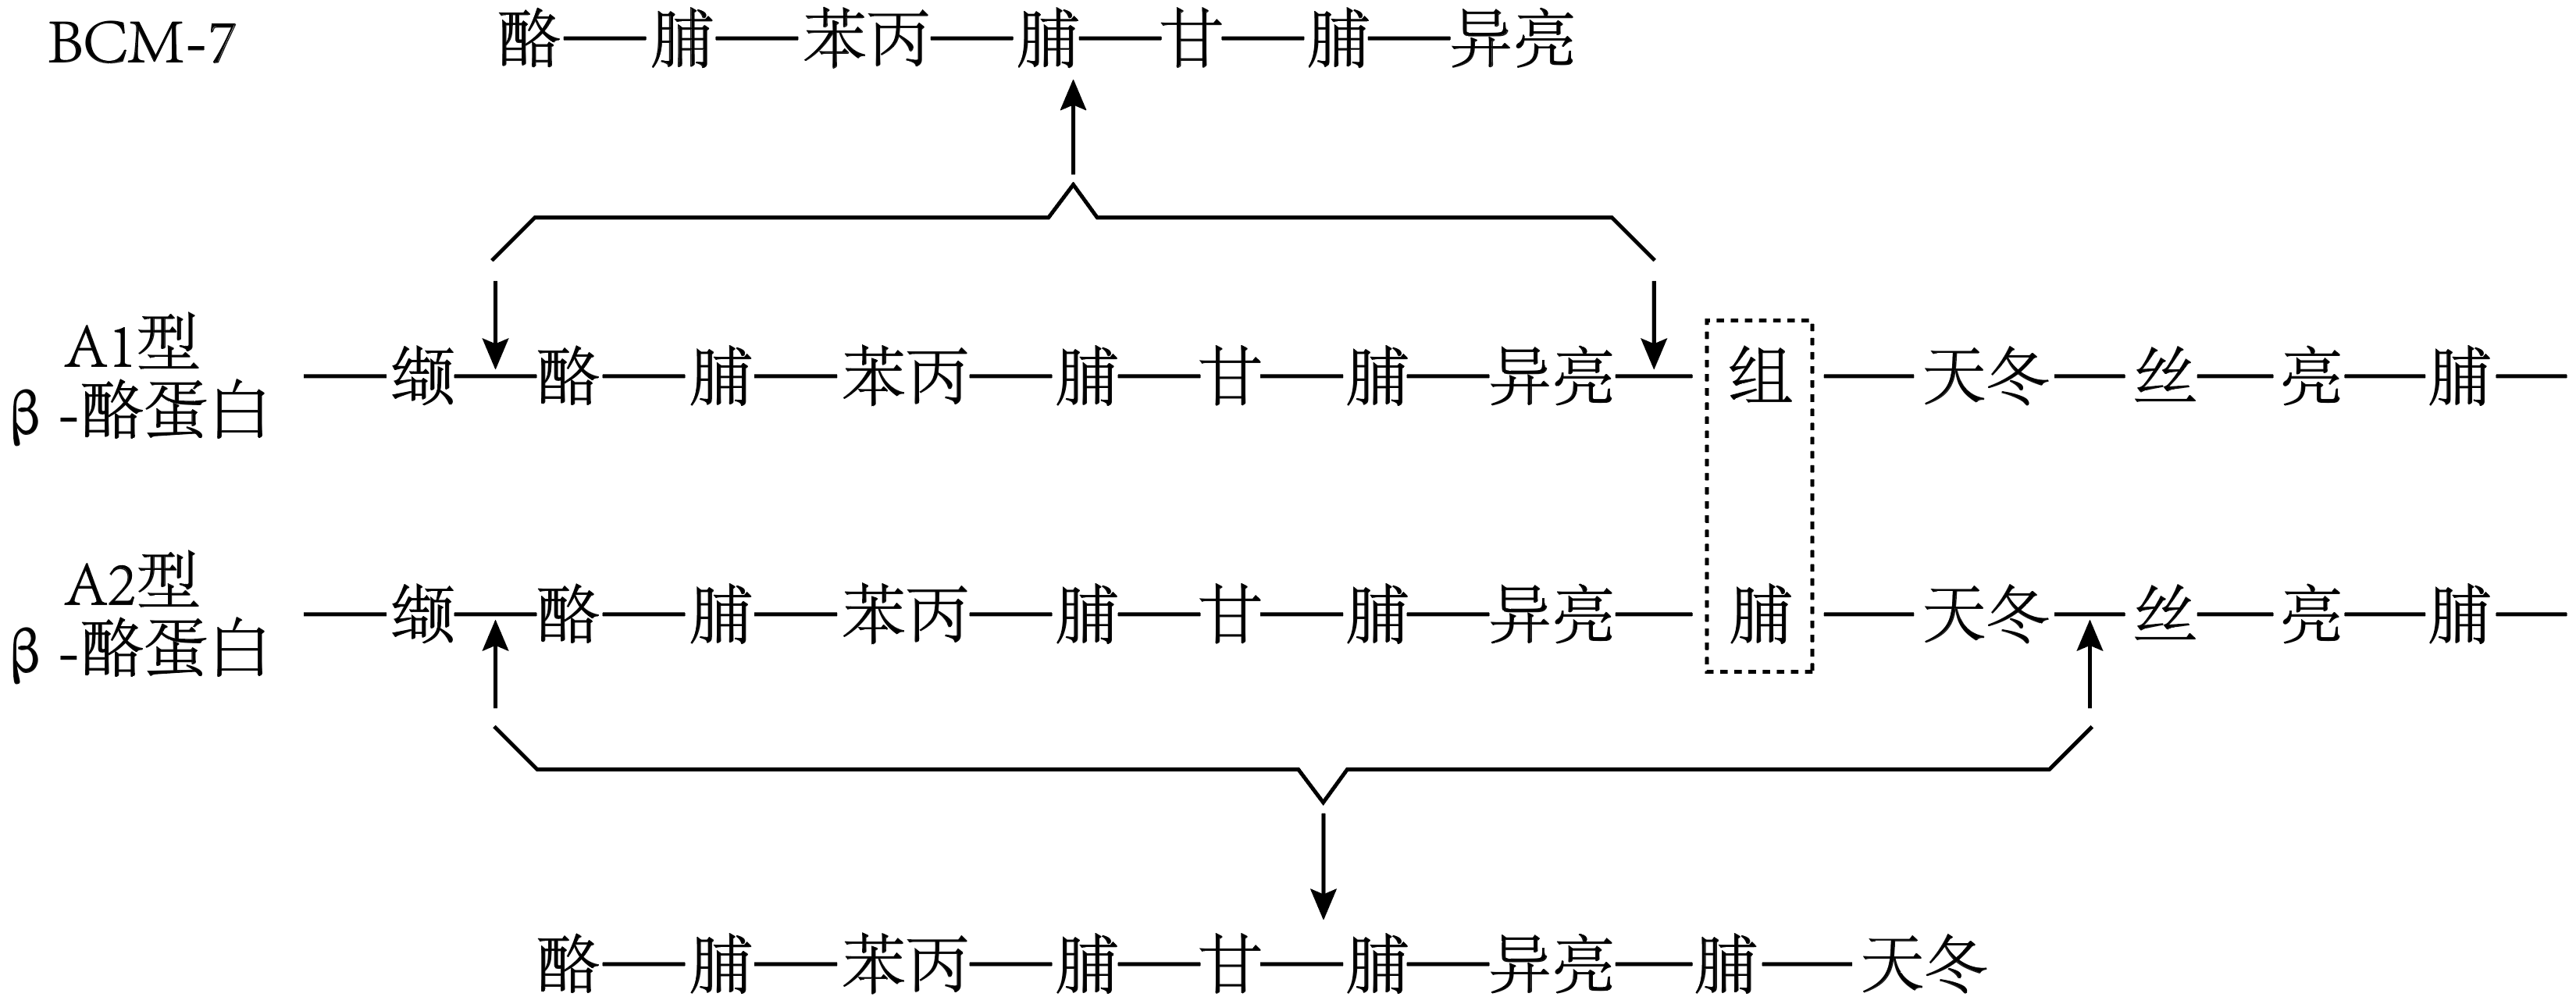 BCM-7 酪—脯—苯丙—脯—甘—脯—异亮
A1型
β-酪蛋白
—缬—酪—脯—苯丙—脯—甘—脯—异亮—组—天冬—丝—亮—脯—
A2型
β-酪蛋白
—缬—酪—脯—苯丙—脯—甘—脯—异亮—脯—天冬—丝—亮—脯—
酪—脯—苯丙—脯—甘—脯—异亮—脯—天冬